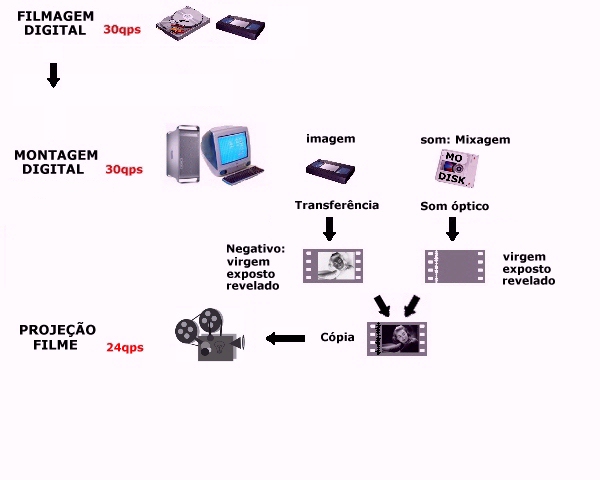 FILMAGEM
DIGITAL 30qps
MONTAGEM
DIGITAL 30qps
imagem
som: Mixagem
MO
DISK
Transferência
Som óptico
Negativo:
virgem
exposto
revelado
virgem
exposto
revelado
PROJEÇÃO
FILME 24qps
Cópia